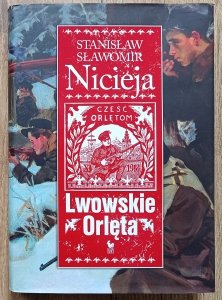 STANISŁAW
SŁAWOMIR
Nicieja
CZEŚĆ
ORLĘTOM
Lwowskie
Orlęta